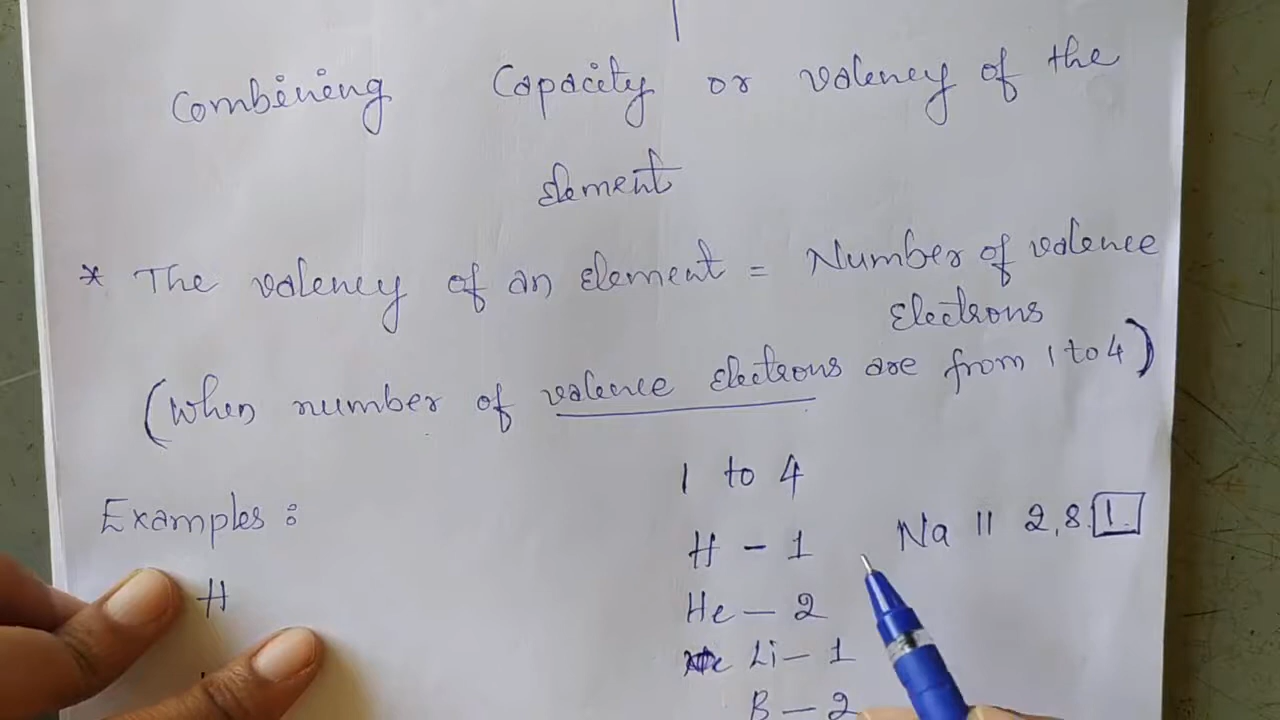 Combining Capacity or valency of the
element
* The valency of an element = Number of valence
electrons
(When number of valence electrons are from 1 to 4)
1 to 4
Examples :
Na 11 2,8.1.
H - 1
H
He - 2
Li - 1
B - 2